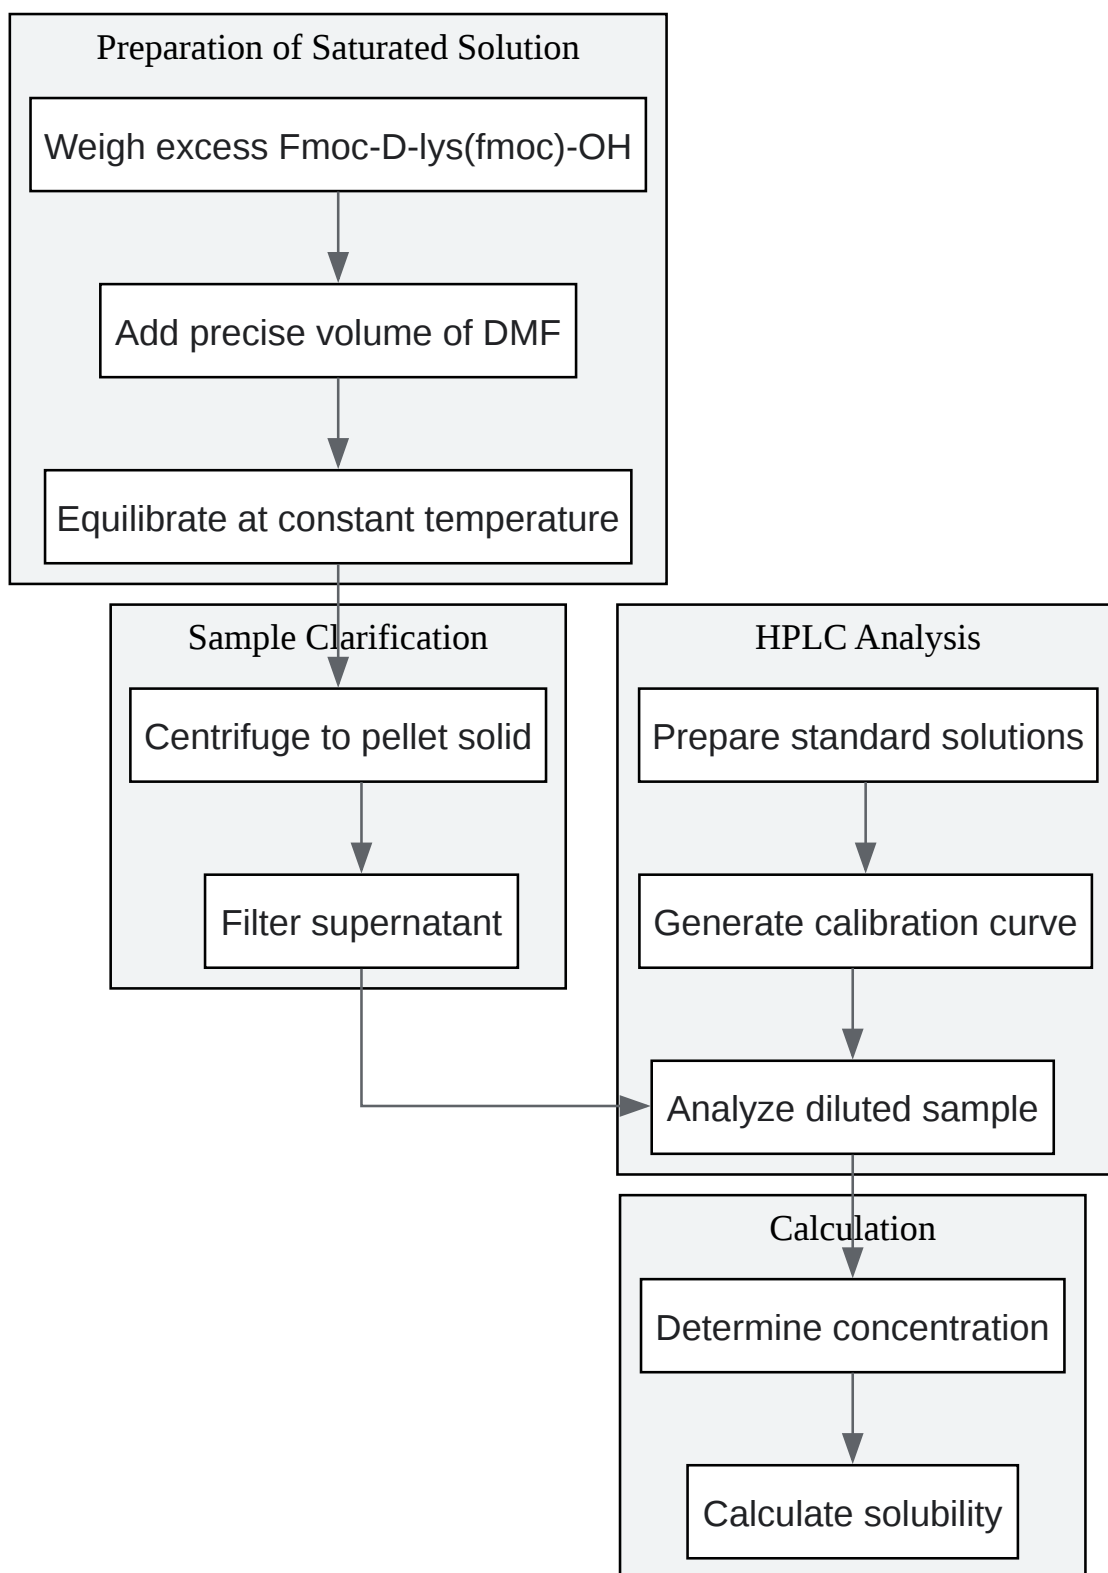 Preparation of Saturated Solution
Weigh excess Fmoc-D-lys(fmoc)-OH
Add precise volume of DMF
Equilibrate at constant temperature
Sample Clarification
Centrifuge to pellet solid
Filter supernatant
HPLC Analysis
Prepare standard solutions
Generate calibration curve
Analyze diluted sample
Calculation
Determine concentration
Calculate solubility